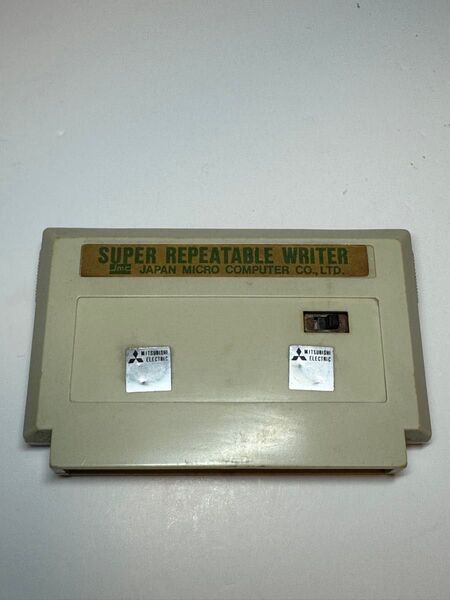 SUPER REPEATABLE WRITER
Jmc JAPAN MICRO COMPUTER CO., LTD.
MITSUBISHI
ELECTRIC
MITSUBISHI
ELECTRIC